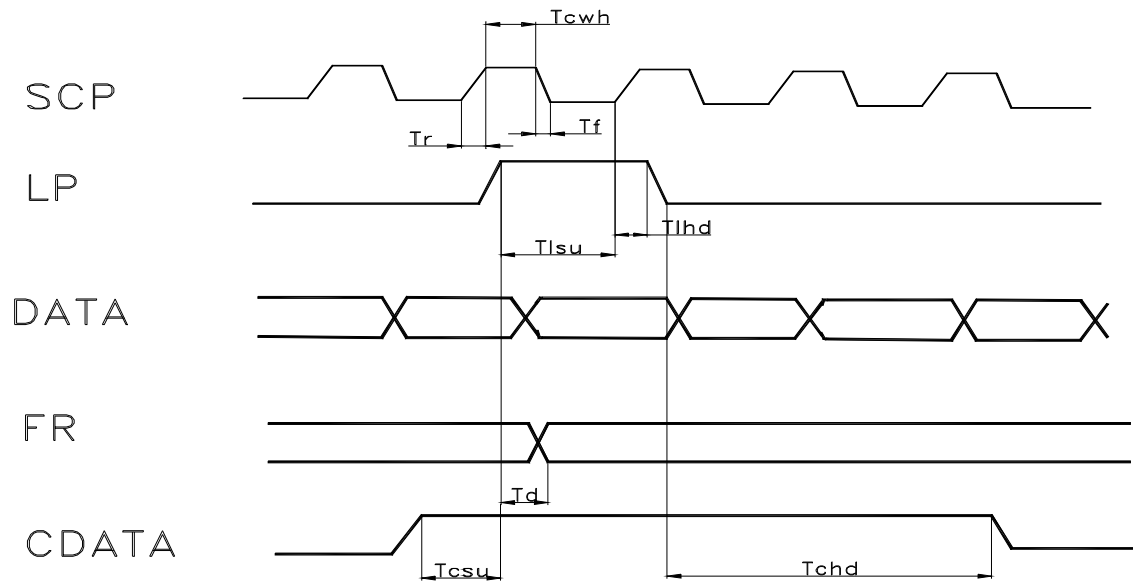 Tcwh
SCP
Tr
Tf
LP
Tlhd
Tlsu
DATA
FR
Td
CDATA
Tcsu
Tchd